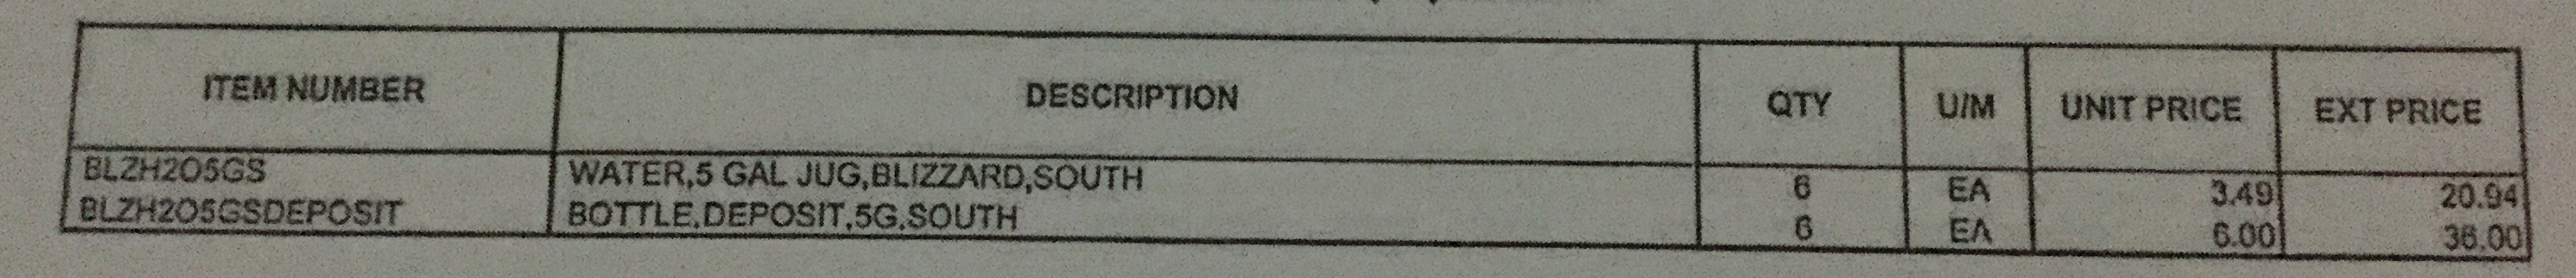 ITEM NUMBER DESCRIPTION QTY U/M UNIT PRICE EXT PRICE
BLZH2O5GS WATER,5 GAL JUG,BLIZZARD,SOUTH 6 EA 3.49 20.94
BLZH2O5GSDEPOSIT BOTTLE,DEPOSIT,5G,SOUTH 6 EA 6.00 36.00